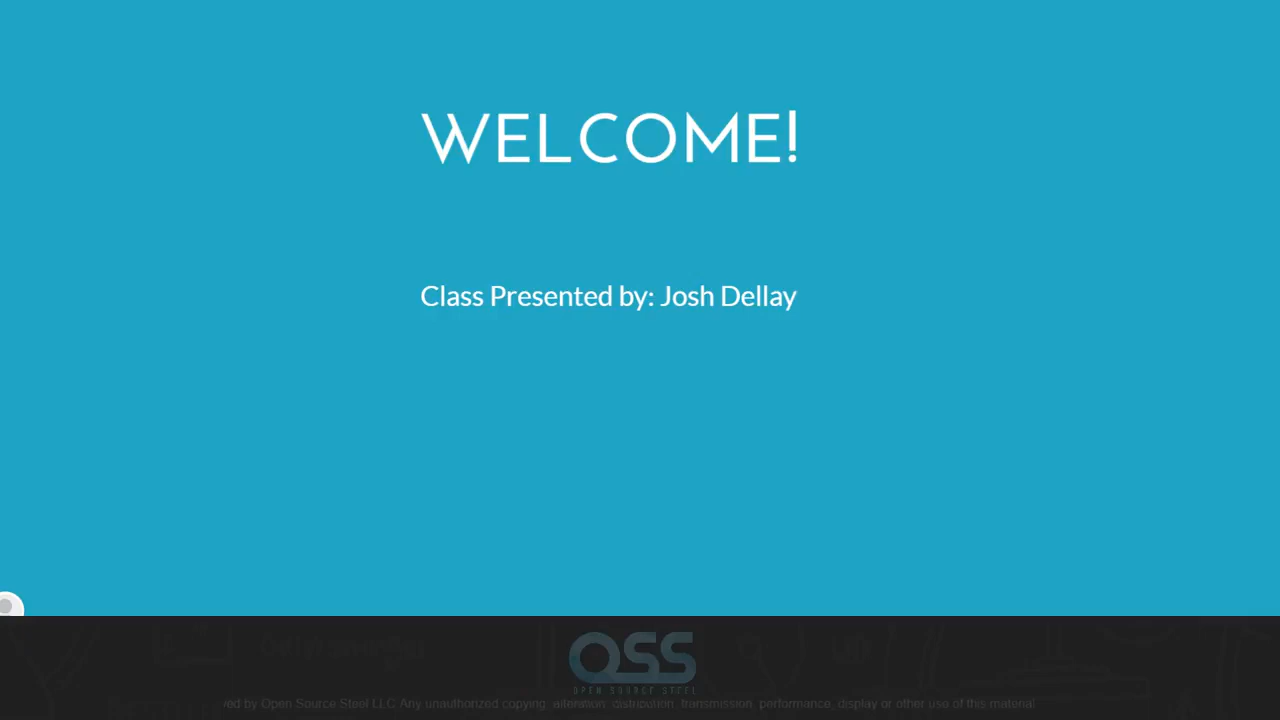 WELCOME!
Class Presented by: Josh Dellay
OSS
OPEN SOURCE STEEL
ed by Open Source Steel LLC Any unauthorized copying, alteration, distribution, transmission, performance, display or other use of this material